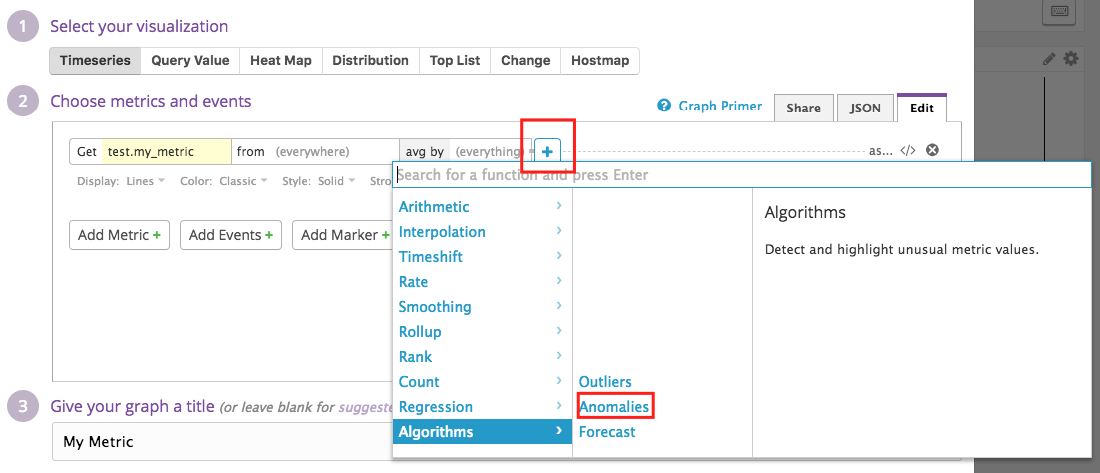 1 Select your visualization
Timeseries Query Value Heat Map Distribution Top List Change Hostmap
2 Choose metrics and events
? Graph Primer Share JSON Edit
Get test.my_metric from (everywhere) avg by (everything) + as... </>
Display: Lines Color: Classic Style: Solid Stro
Search for a function and press Enter
Add Metric + Add Events + Add Marker +
Arithmetic
Interpolation
Timeshift
Rate
Smoothing
Rollup
Rank
Count
Regression
Algorithms
Outliers
Anomalies
Forecast
Algorithms
Detect and highlight unusual metric values.
3 Give your graph a title (or leave blank for suggeste
My Metric